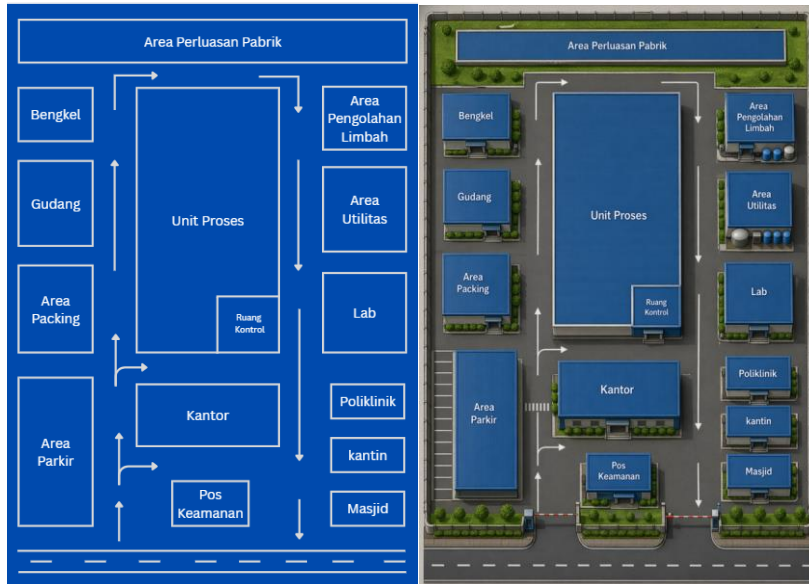 Area Perluasan Pabrik
Bengkel
Area
Pengolahan
Limbah
Gudang
Unit Proses
Area
Utilitas
Area
Packing
Ruang
Kontrol
Lab
Area
Parkir
Kantor
Poliklinik
kantin
Pos
Keamanan
Masjid
Area Perluasan Pabrik
Bengkel
Area
Pengolahan
Limbah
Gudang
Unit Proses
Area
Utilitas
Area
Packing
Ruang
Kontrol
Lab
Area
Parkir
Kantor
Poliklinik
kantin
Pos
Keamanan
Masjid